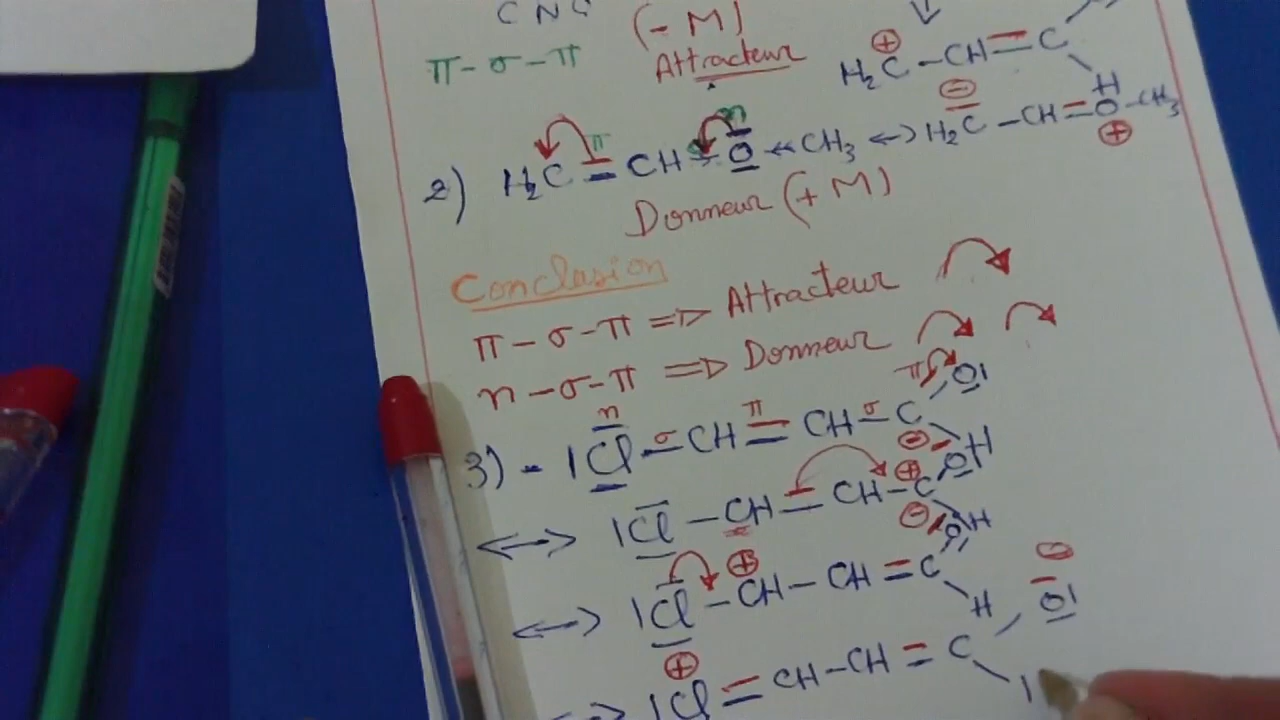 (- M)
π-σ-π Attracteur
H₂C⊕ - CH = C
H
2) H₂C = CH - O ← CH₃ ↔ H₂C⊖ - CH = O⊕ - CH₃
π n
Donneur (+ M)
Conclusion
π-σ-π ⇒ Attracteur
n-σ-π ⇒ Donneur
3) - |Cl - CH = CH - C O| H
n σ π σ π
↔ |Cl - CH = CH - C⊕ O|⊖ H
↔ |Cl - CH⊕ - CH = C O|⊖ H
↔ |Cl⊕ = CH - CH = C O|⊖